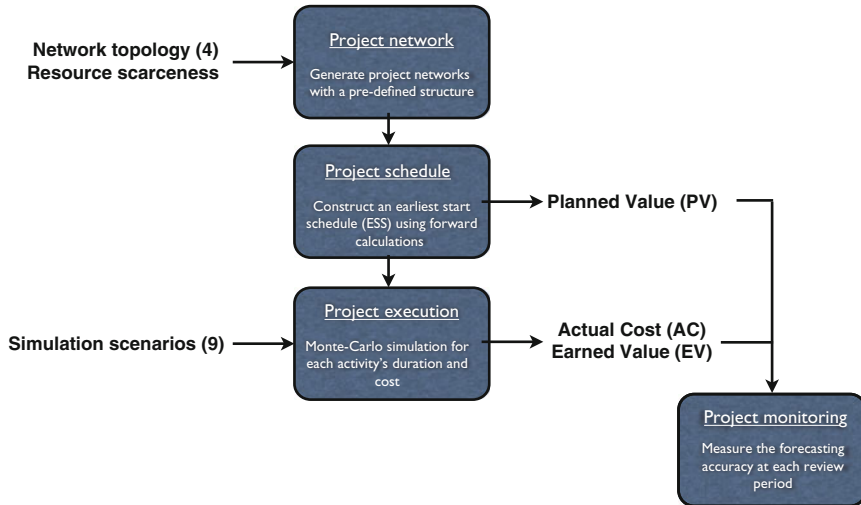 Network topology (4)
Resource scarceness
Project network
Generate project networks
with a pre-defined structure
Project schedule
Construct an earliest start
schedule (ESS) using forward
calculations
Planned Value (PV)
Simulation scenarios (9)
Project execution
Monte-Carlo simulation for
each activity's duration and
cost
Actual Cost (AC)
Earned Value (EV)
Project monitoring
Measure the forecasting
accuracy at each review
period